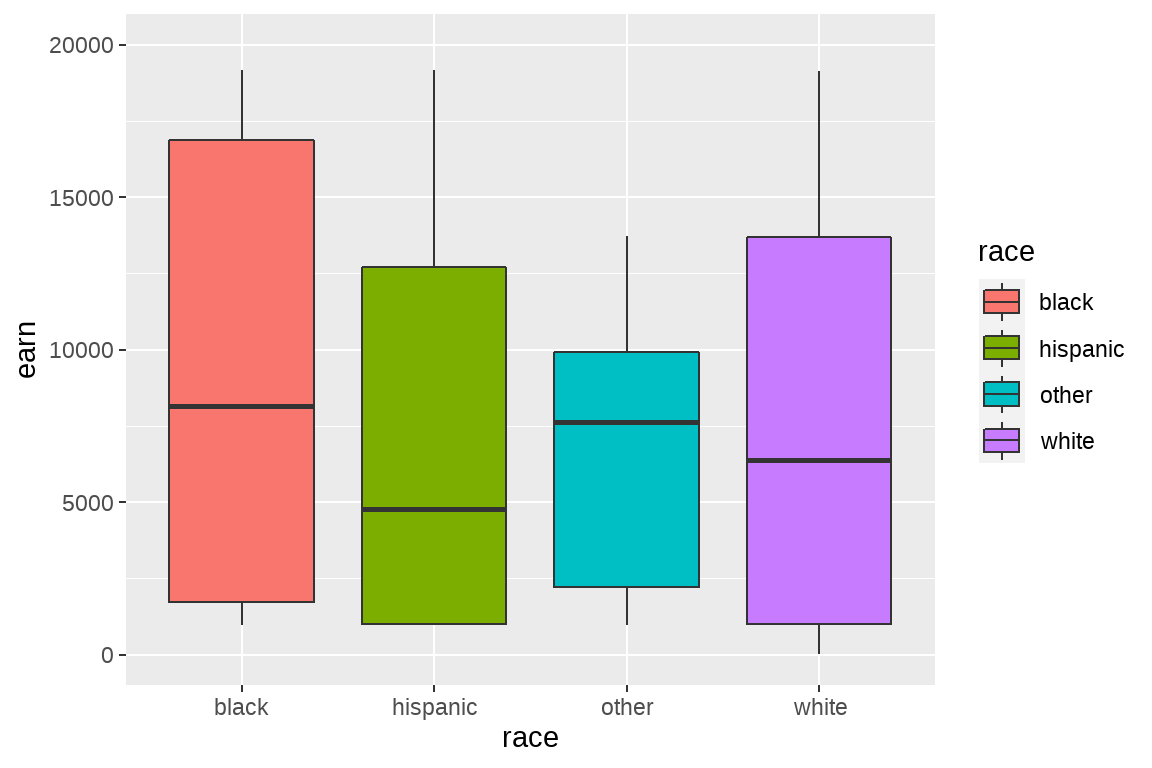 20000
15000
10000
5000
0
earn
black
hispanic
other
white
race
race
black
hispanic
other
white